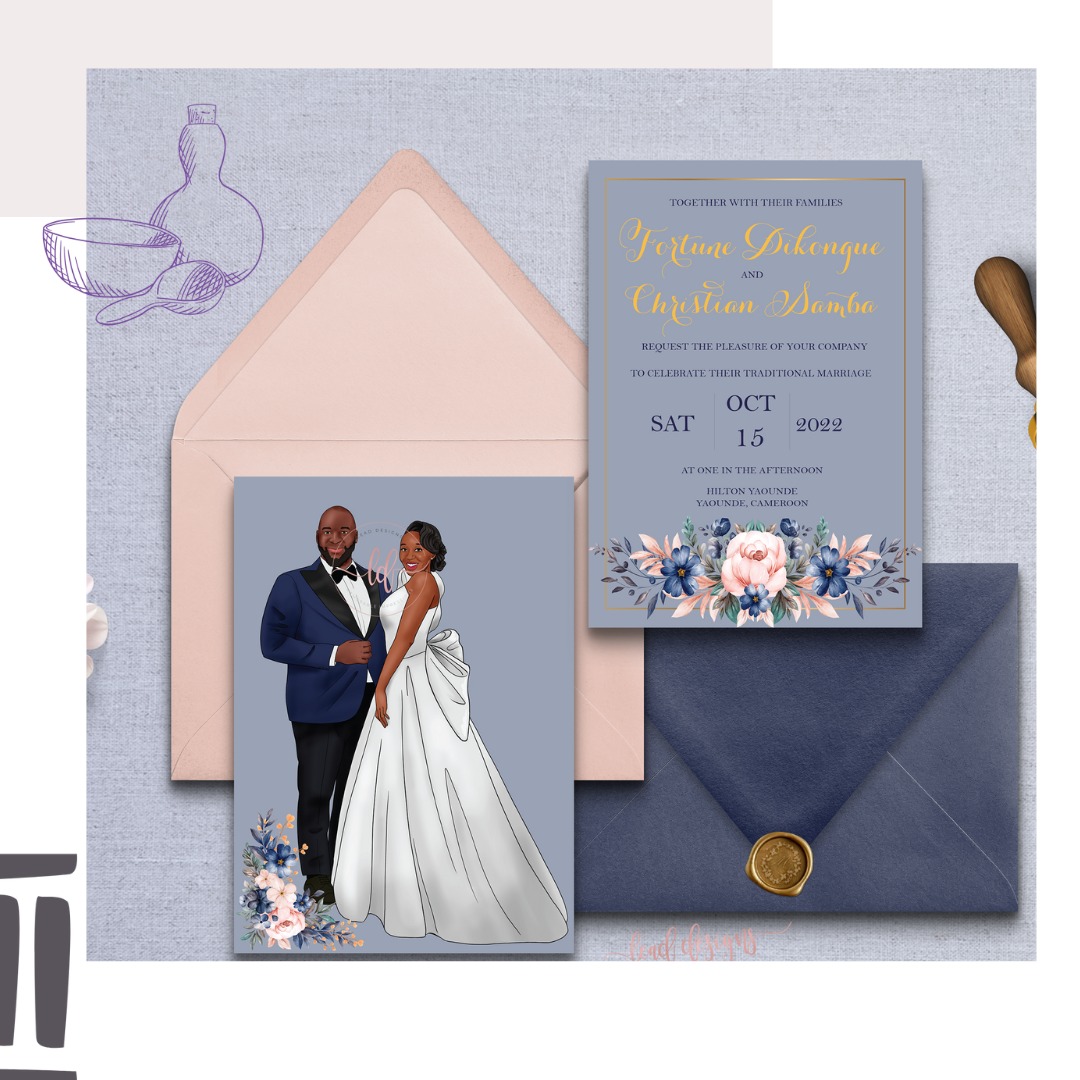 TOGETHER WITH THEIR FAMILIES
Fortune Dikongue
AND
Christian Samba
REQUEST THE PLEASURE OF YOUR COMPANY
TO CELEBRATE THEIR TRADITIONAL MARRIAGE
SAT
OCT
15
2022
AT ONE IN THE AFTERNOON
HILTON YAOUNDE
YAOUNDE, CAMEROON